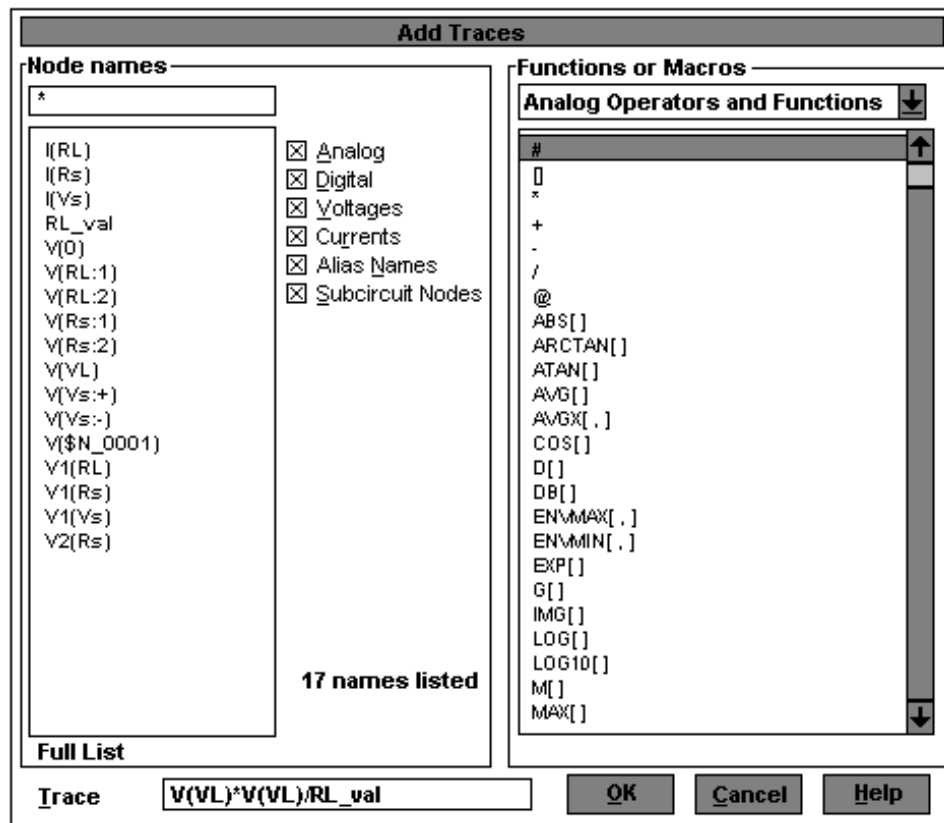 Add Traces
Node names
*
I(RL)
I(Rs)
I(Vs)
RL_val
V(0)
V(RL:1)
V(RL:2)
V(Rs:1)
V(Rs:2)
V(VL)
V(Vs:+)
V(Vs:-)
V($N_0001)
V1(RL)
V1(Rs)
V1(Vs)
V2(Rs)
Analog
Digital
Voltages
Currents
Alias Names
Subcircuit Nodes
17 names listed
Full List
Functions or Macros
Analog Operators and Functions
#
[]
*
+
-
/
@
ABS[ ]
ARCTAN[ ]
ATAN[ ]
AVG[ ]
AVGX[ , ]
COS[ ]
D[ ]
DB[ ]
ENVMAX[ , ]
ENVMIN[ , ]
EXP[ ]
G[ ]
IMG[ ]
LOG[ ]
LOG10[ ]
M[ ]
MAX[ ]
Trace V(VL)*V(VL)/RL_val OK Cancel Help